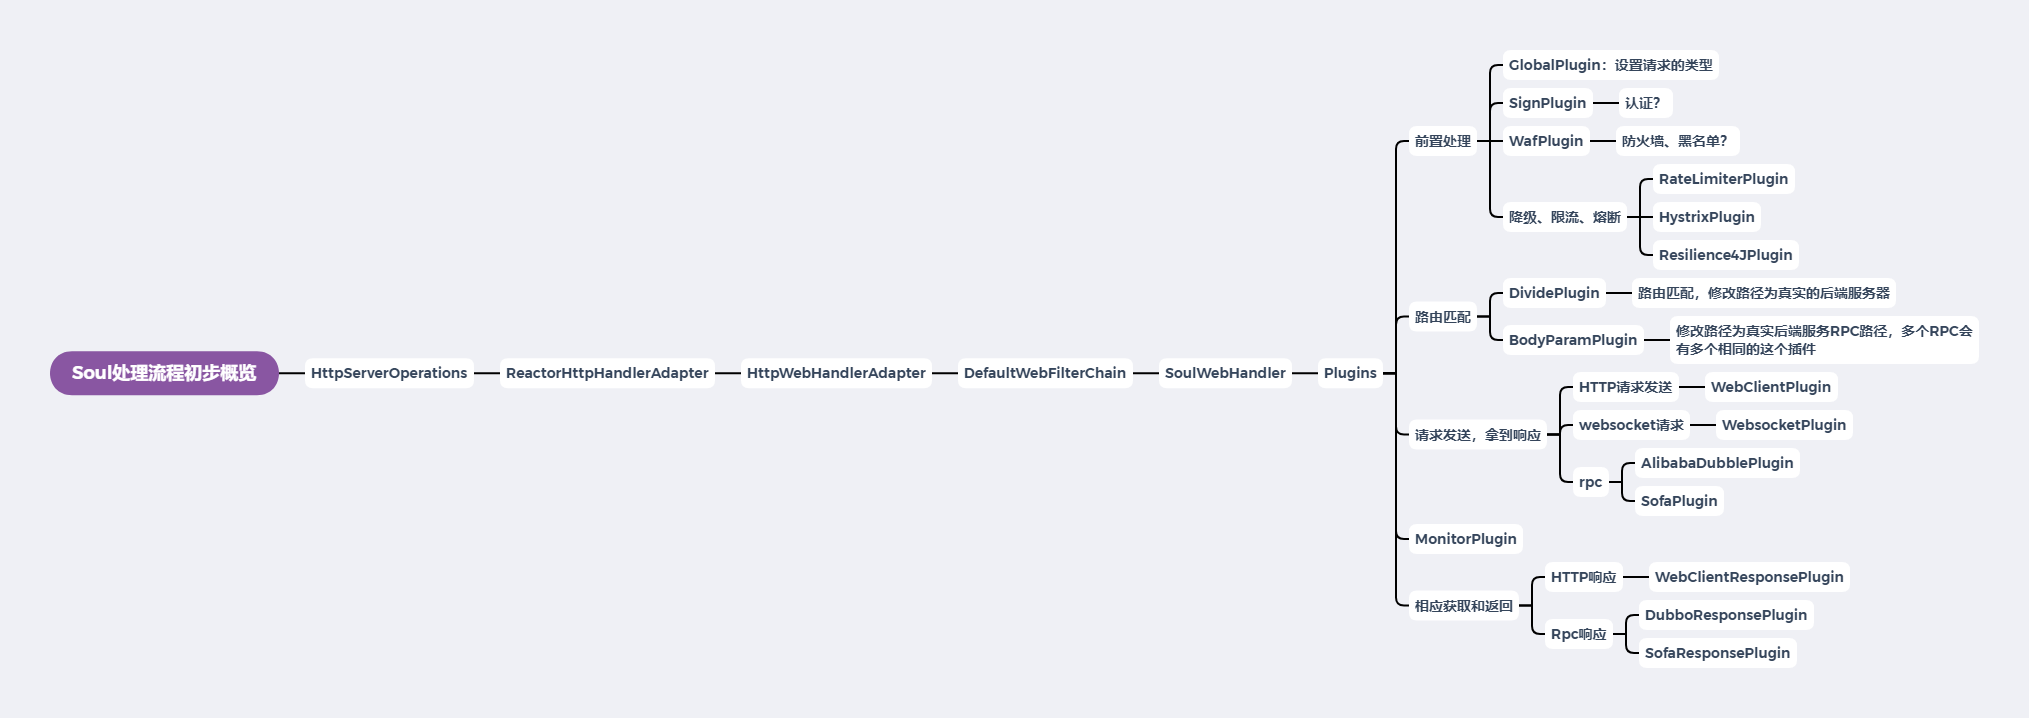 Soul处理流程初步概览
HttpServerOperations
ReactorHttpHandlerAdapter
HttpWebHandlerAdapter
DefaultWebFilterChain
SoulWebHandler
Plugins
前置处理
GlobalPlugin：设置请求的类型
SignPlugin
认证？
WafPlugin
防火墙、黑名单？
降级、限流、熔断
RateLimiterPlugin
HystrixPlugin
Resilience4JPlugin
路由匹配
DividePlugin
路由匹配，修改路径为真实的后端服务器
BodyParamPlugin
修改路径为真实后端服务RPC路径，多个RPC会
有多个相同的这个插件
请求发送，拿到响应
HTTP请求发送
WebClientPlugin
websocket请求
WebsocketPlugin
rpc
AlibabaDubblePlugin
SofaPlugin
MonitorPlugin
相应获取和返回
HTTP响应
WebClientResponsePlugin
Rpc响应
DubboResponsePlugin
SofaResponsePlugin